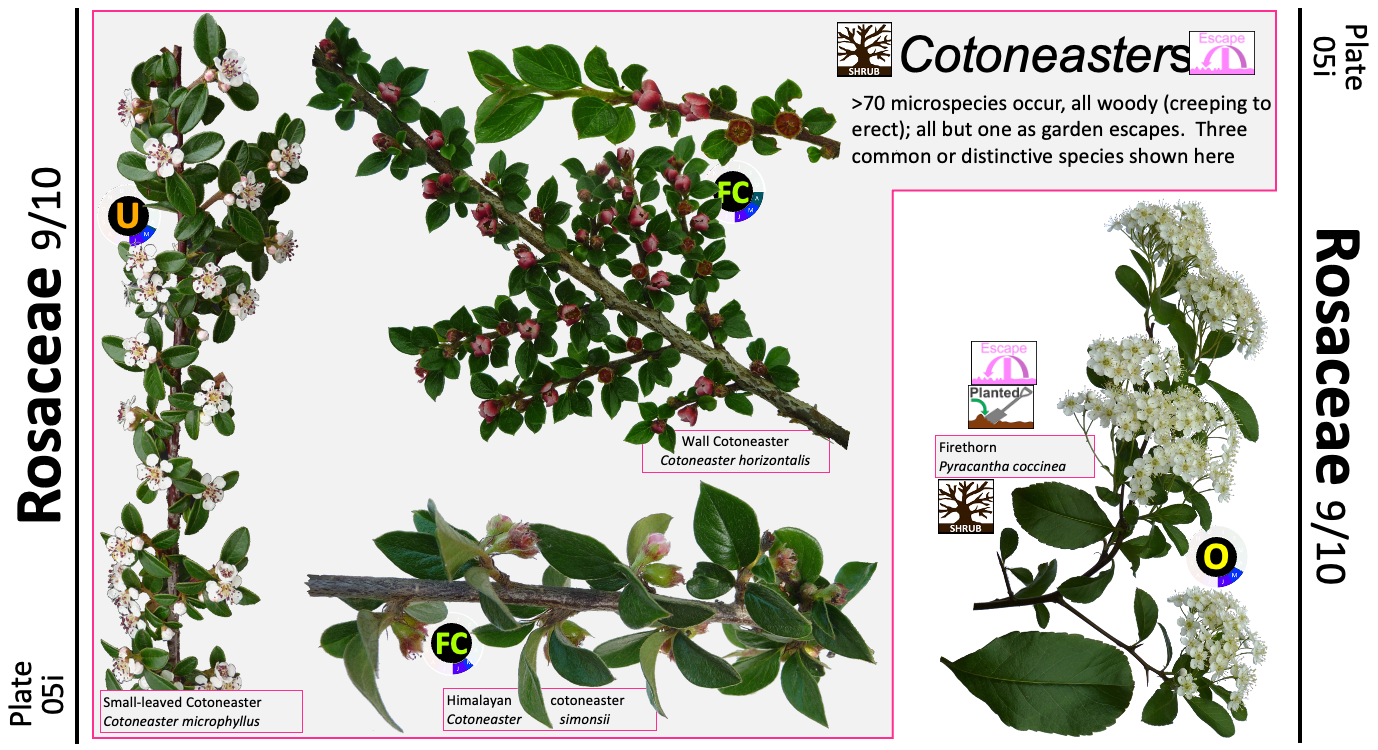 Plate
05i
Rosaceae 9/10
Cotoneasters
SHRUB
Escape
>70 microspecies occur, all woody (creeping to
erect); all but one as garden escapes.  Three
common or distinctive species shown here
U
J M
FC
J M A
Wall Cotoneaster
Cotoneaster horizontalis
Escape
Planted
Firethorn
Pyracantha coccinea
SHRUB
O
J M
FC
J
Small-leaved Cotoneaster
Cotoneaster microphyllus
Himalayan cotoneaster
Cotoneaster simonsii
Plate
05i
Rosaceae 9/10